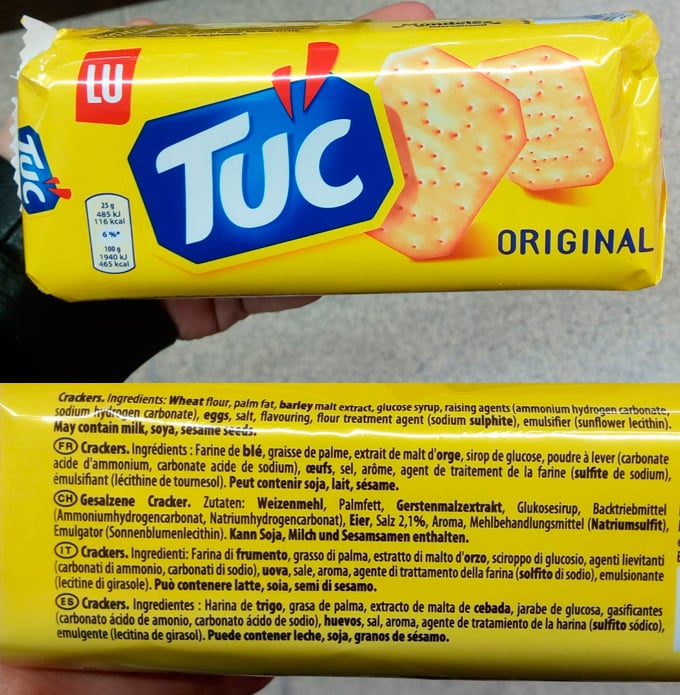 Mondelez
International
LU
TUC
TUC
25 g
485 kJ
116 kcal
6 %*
100 g
1940 kJ
465 kcal
ORIGINAL
Crackers. Ingredients: Wheat flour, palm fat, barley malt extract, glucose syrup, raising agents (ammonium hydrogen carbonate,
sodium hydrogen carbonate), eggs, salt, flavouring, flour treatment agent (sodium sulphite), emulsifier (sunflower lecithin).
May contain milk, soya, sesame seeds.
FR Crackers. Ingrédients : Farine de blé, graisse de palme, extrait de malt d'orge, sirop de glucose, poudre à lever (carbonate
acide d'ammonium, carbonate acide de sodium), œufs, sel, arôme, agent de traitement de la farine (sulfite de sodium),
émulsifiant (lécithine de tournesol). Peut contenir soja, lait, sésame.
CH Gesalzene Cracker. Zutaten: Weizenmehl, Palmfett, Gerstenmalzextrakt, Glukosesirup, Backtriebmittel
(Ammoniumhydrogencarbonat, Natriumhydrogencarbonat), Eier, Salz 2,1%, Aroma, Mehlbehandlungsmittel (Natriumsulfit),
Emulgator (Sonnenblumenlecithin). Kann Soja, Milch und Sesamsamen enthalten.
IT Crackers. Ingredienti: Farina di frumento, grasso di palma, estratto di malto d'orzo, sciroppo di glucosio, agenti lievitanti
(carbonati di ammonio, carbonati di sodio), uova, sale, aroma, agente di trattamento della farina (solfito di sodio), emulsionante
(lecitine di girasole). Può contenere latte, soia, semi di sesamo.
ES Crackers. Ingredientes : Harina de trigo, grasa de palma, extracto de malta de cebada, jarabe de glucosa, gasificantes
(carbonato ácido de amonio, carbonato ácido de sodio), huevos, sal, aroma, agente de tratamiento de la harina (sulfito sódico),
emulgente (lecitina de girasol). Puede contener leche, soja, granos de sésamo.